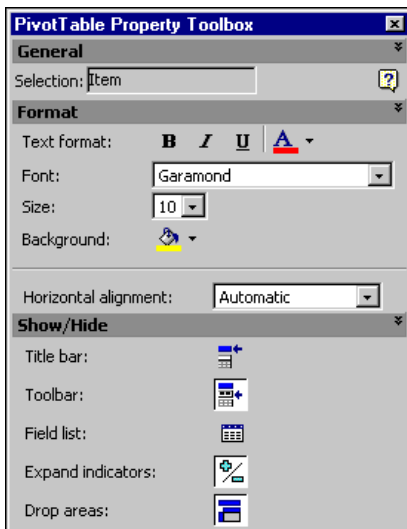 PivotTable Property Toolbox
General
Selection: Item
Format
Text format: B I U A
Font: Garamond
Size: 10
Background:
Horizontal alignment: Automatic
Show/Hide
Title bar:
Toolbar:
Field list:
Expand indicators:
Drop areas: